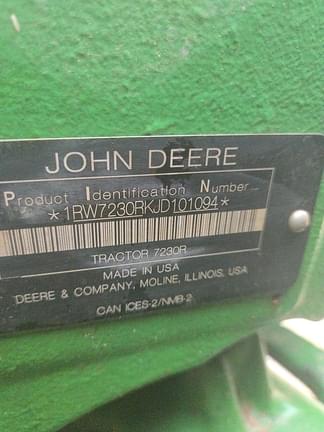 JOHN DEERE
Product Identification Number
*1RW7230RKJD101094*
TRACTOR 7230R
MADE IN USA
DEERE & COMPANY, MOLINE, ILLINOIS, USA
CAN ICES-2/NMB-2